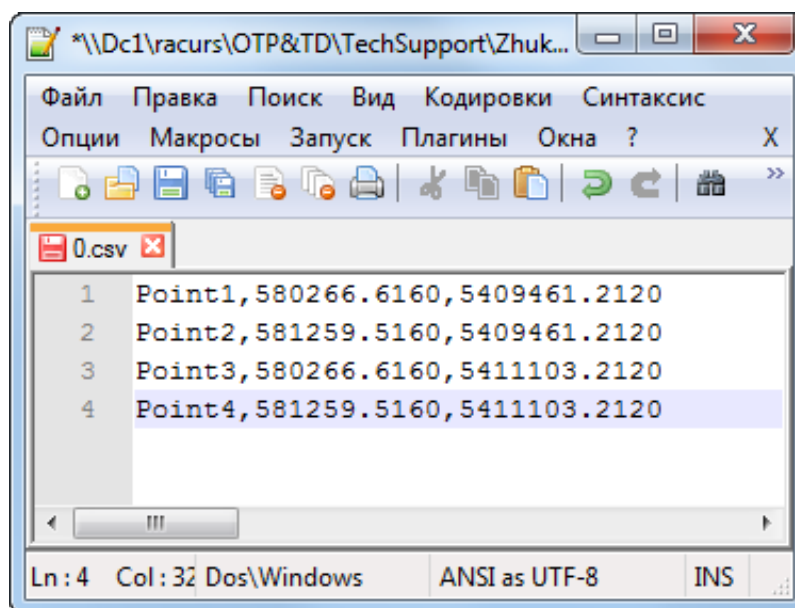 *\\Dc1\racurs\OTP&TD\TechSupport\Zhuk...
Файл Правка Поиск Вид Кодировки Синтаксис
Опции Макросы Запуск Плагины Окна ? X
0.csv
1 Point1,580266.6160,5409461.2120
2 Point2,581259.5160,5409461.2120
3 Point3,580266.6160,5411103.2120
4 Point4,581259.5160,5411103.2120
Ln : 4 Col : 32 Dos\Windows ANSI as UTF-8 INS